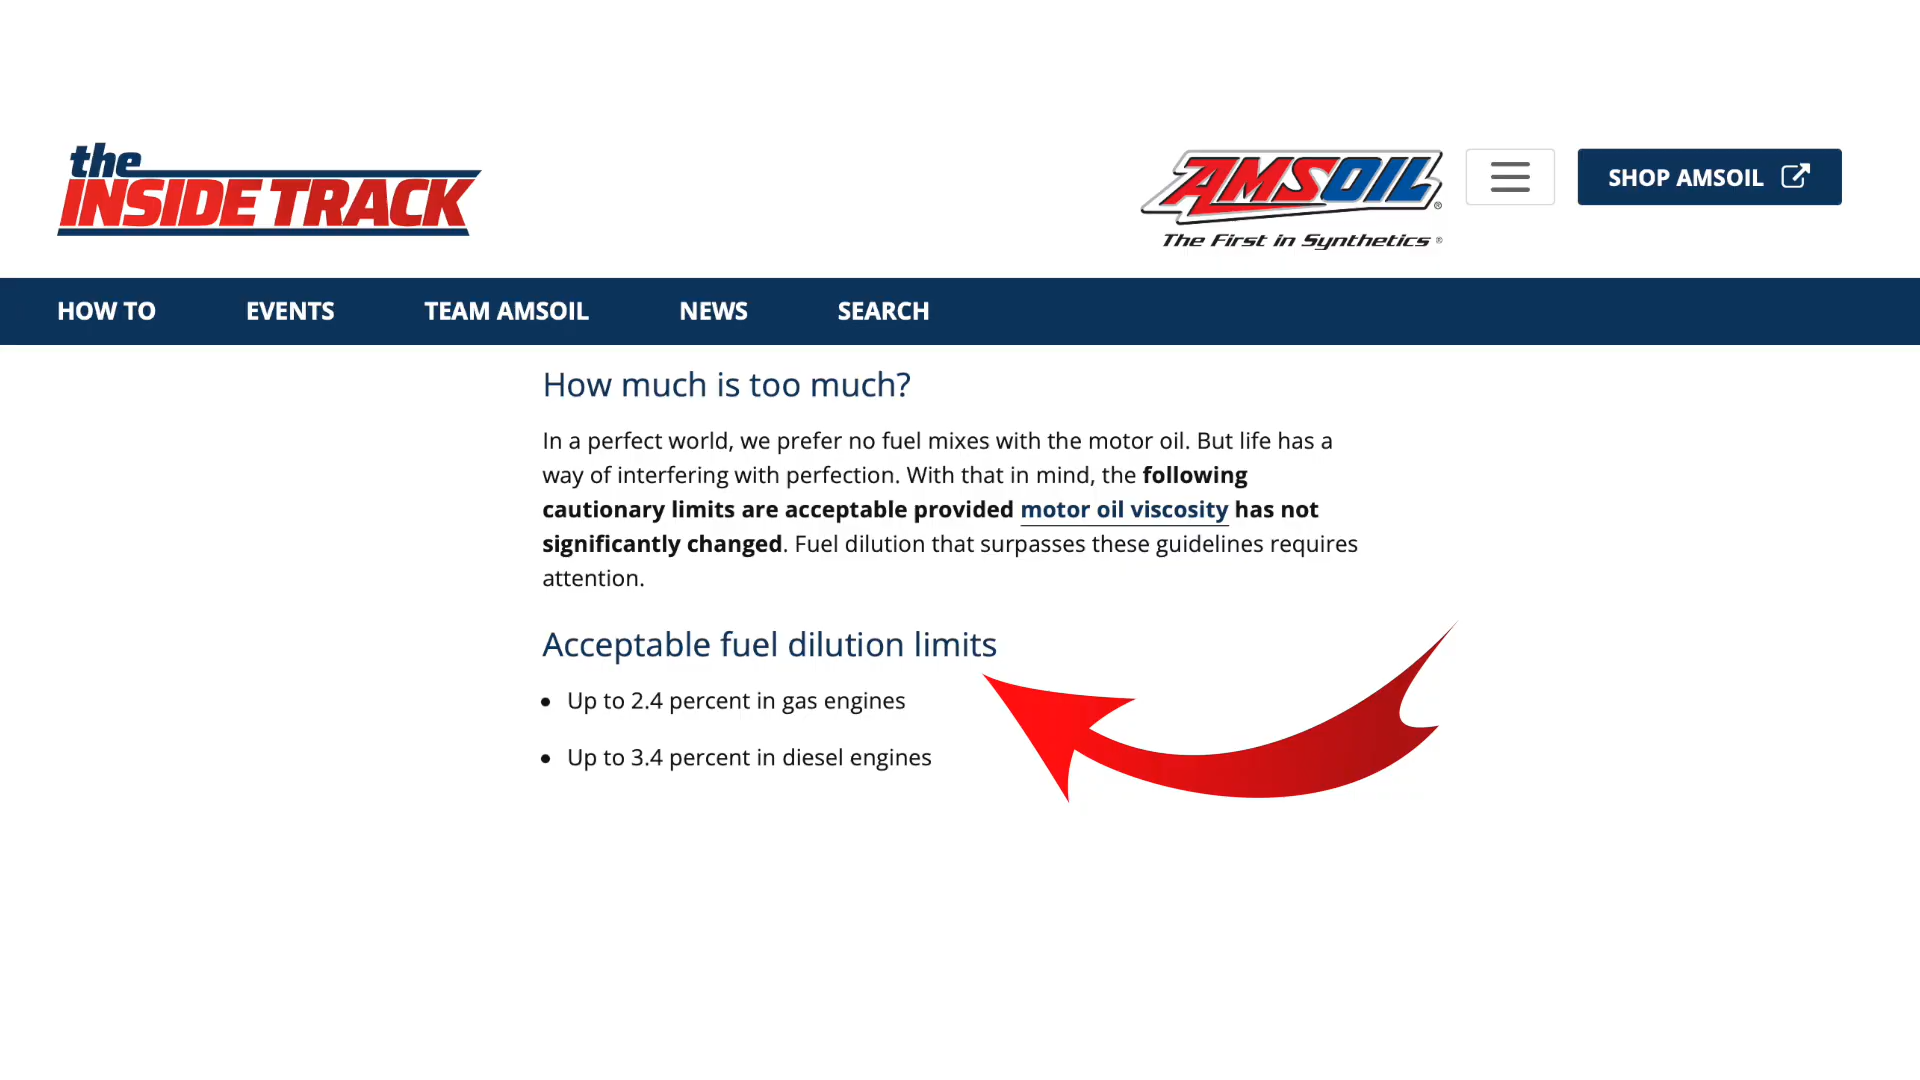 the
INSIDE TRACK
AMSOIL®
The First in Synthetics®
SHOP AMSOIL
HOW TO
EVENTS
TEAM AMSOIL
NEWS
SEARCH
How much is too much?
In a perfect world, we prefer no fuel mixes with the motor oil. But life has a
way of interfering with perfection. With that in mind, the following
cautionary limits are acceptable provided motor oil viscosity has not
significantly changed. Fuel dilution that surpasses these guidelines requires
attention.
Acceptable fuel dilution limits
• Up to 2.4 percent in gas engines
• Up to 3.4 percent in diesel engines